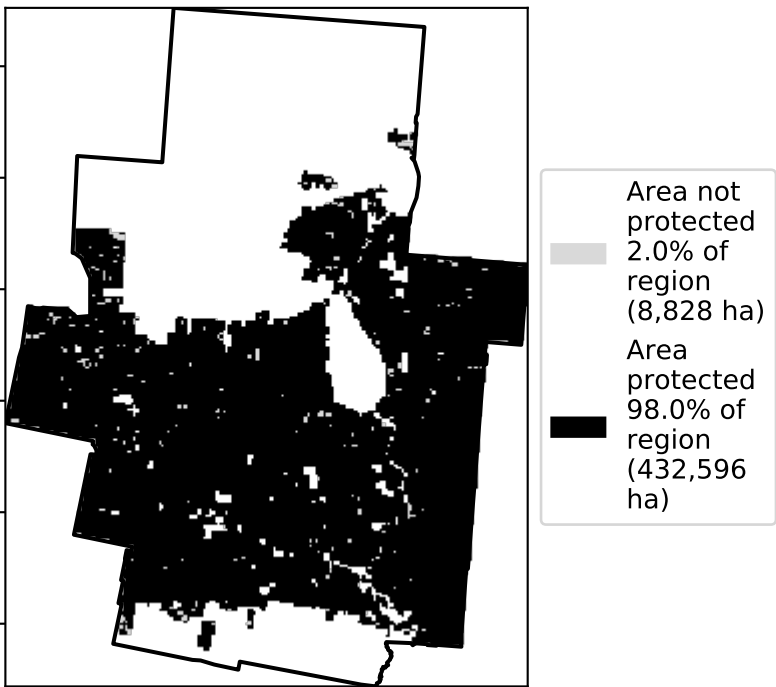 Area not
protected
2.0% of
region
(8,828 ha)
Area
protected
98.0% of
region
(432,596
ha)